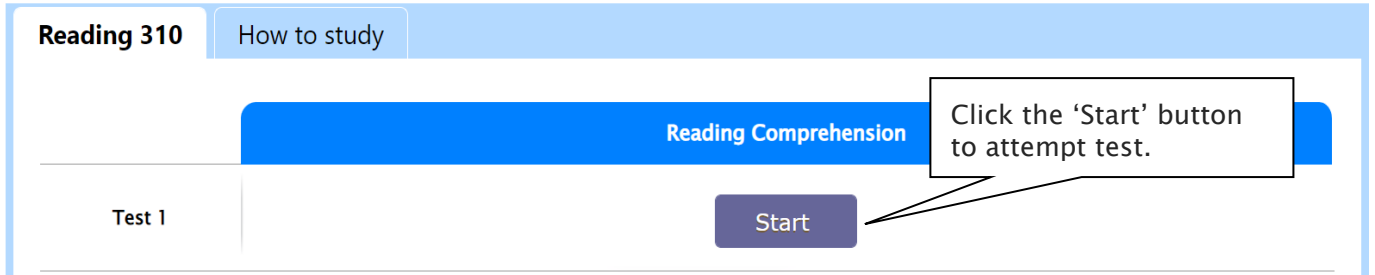 Reading 310
How to study
Reading Comprehension
Click the ‘Start’ button
to attempt test.
Test 1
Start